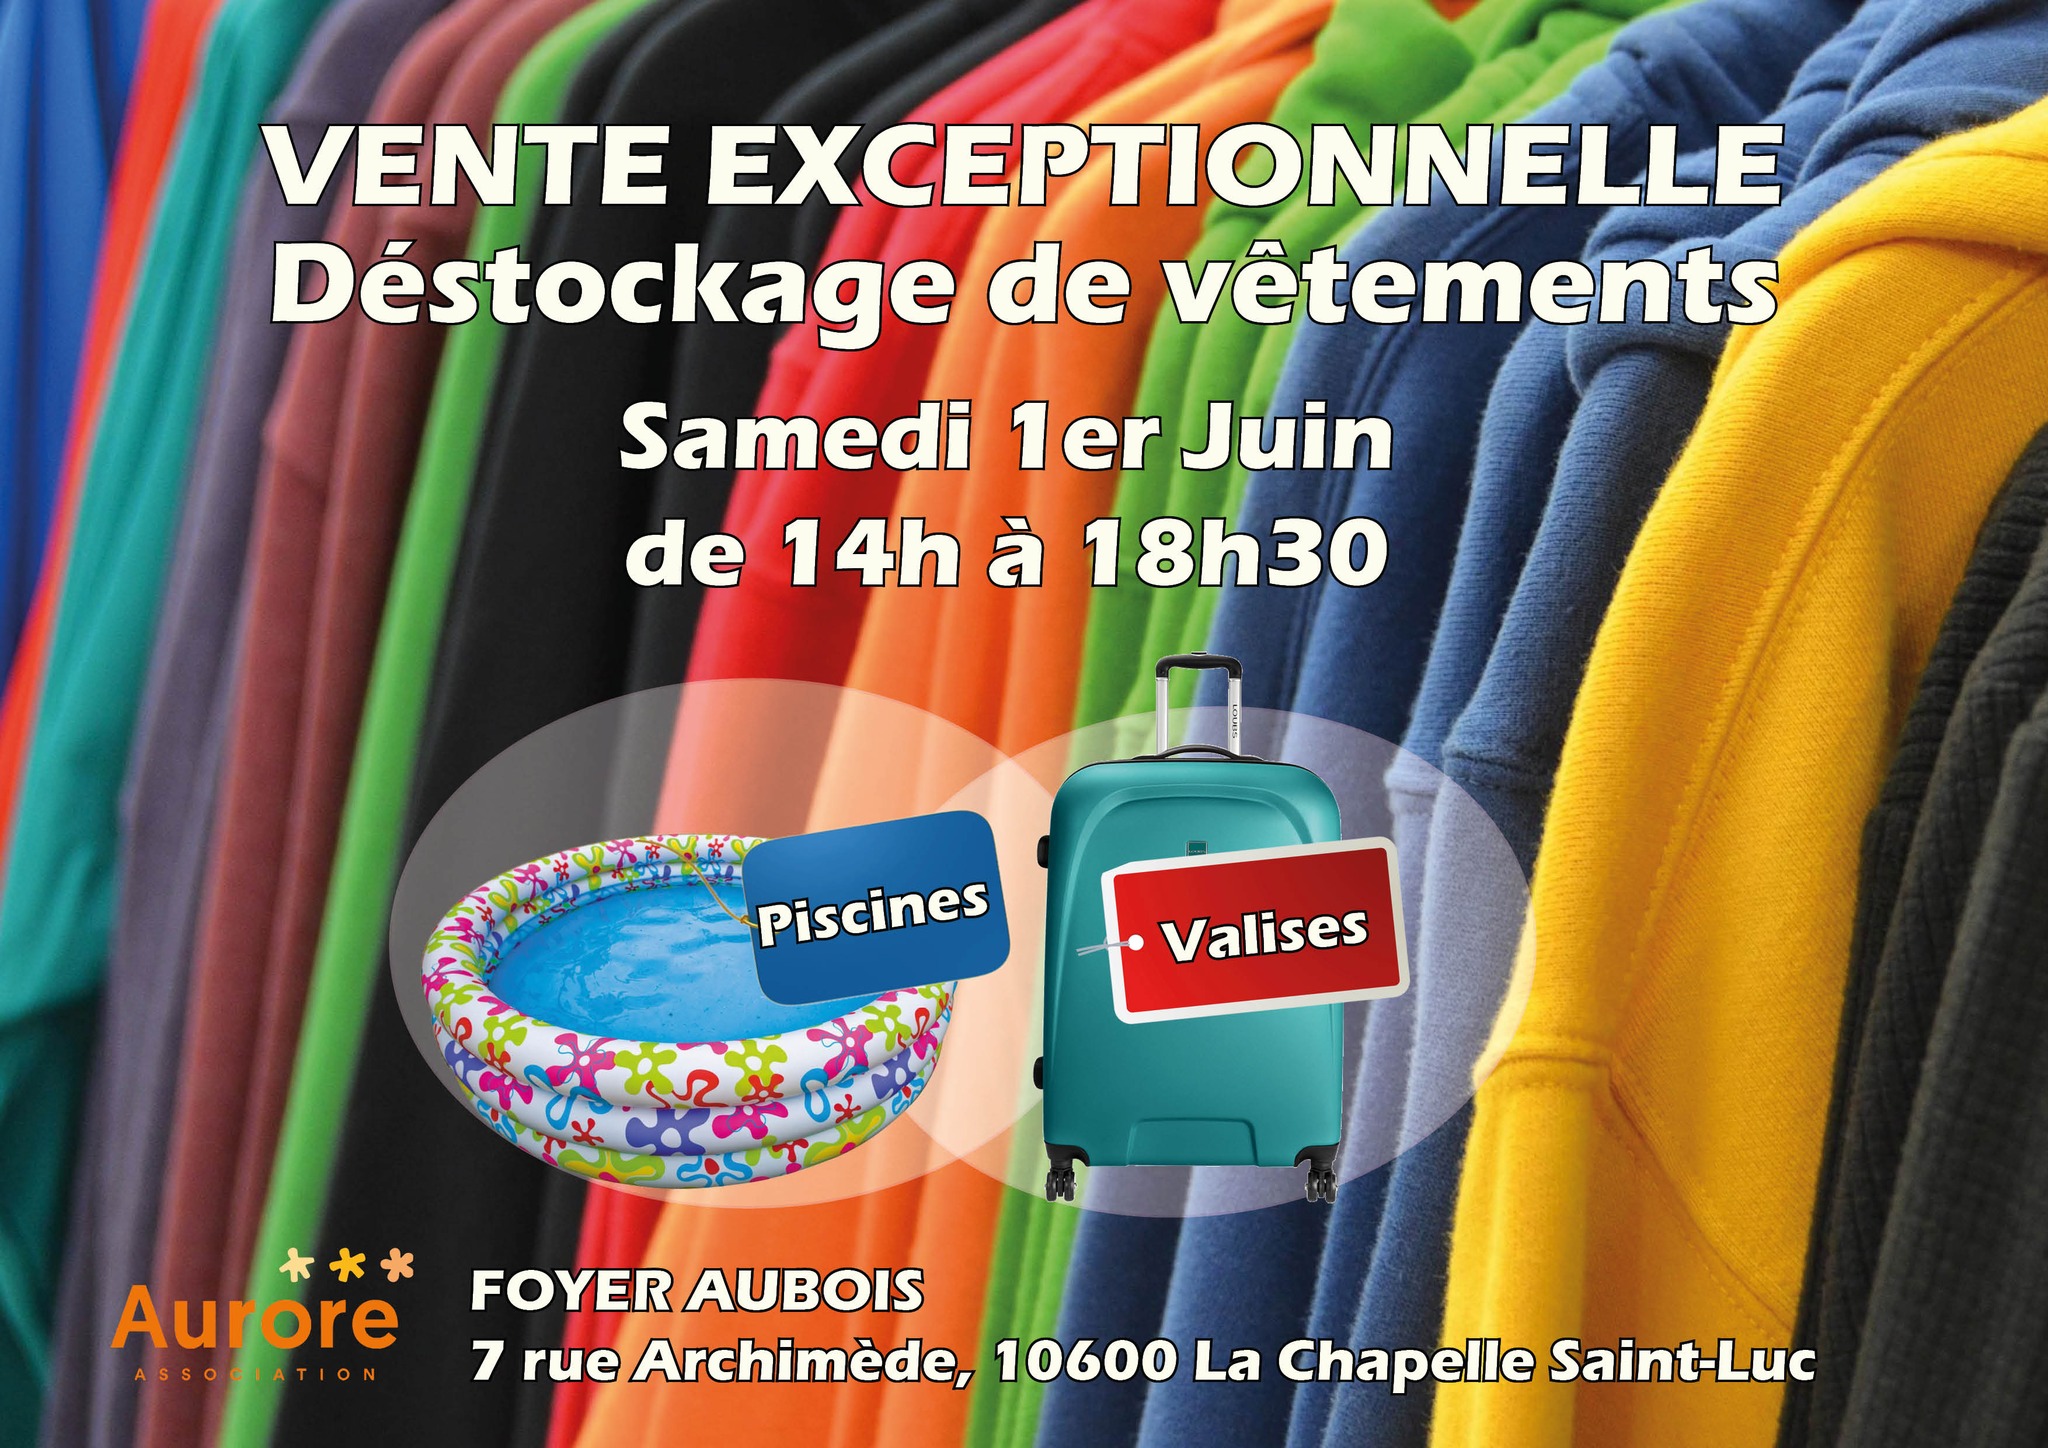 VENTE EXCEPTIONNELLE
Déstockage de vêtements
Samedi 1er Juin
de 14h à 18h30
LOUBS
Piscines
Valises
Aurore
ASSOCIATION
FOYER AUBOIS
7 rue Archimède, 10600 La Chapelle Saint-Luc